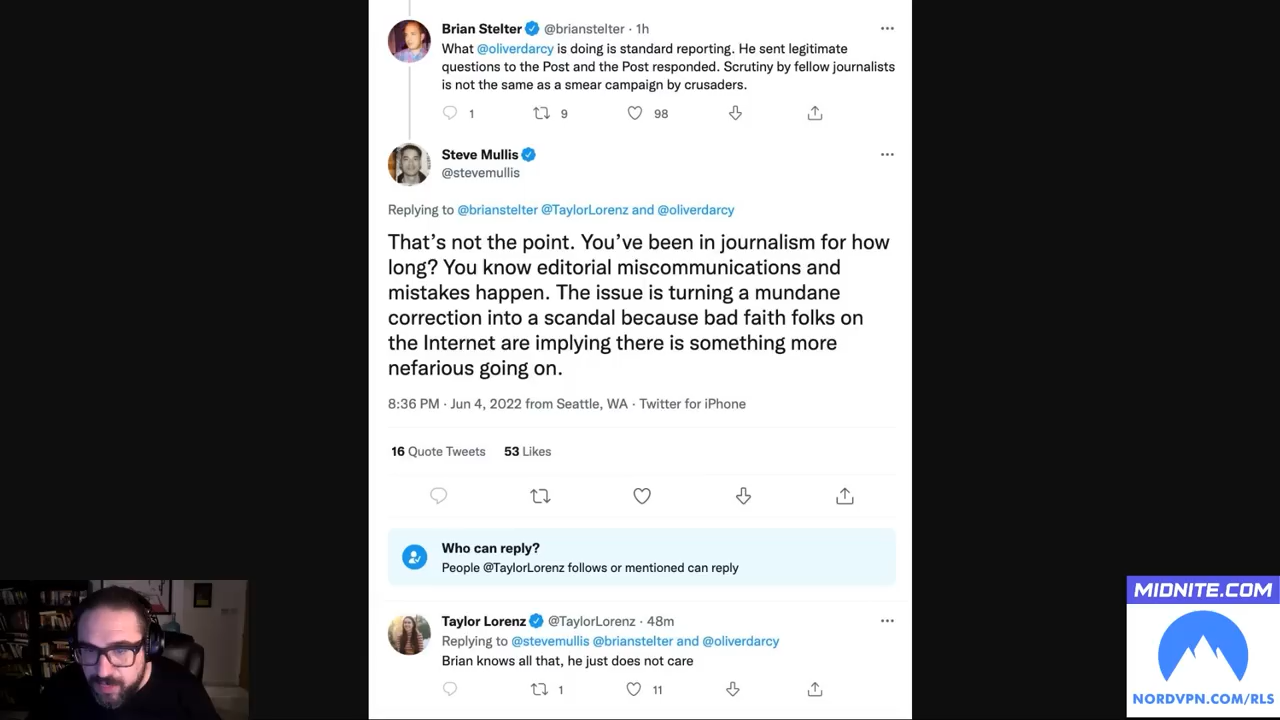 Brian Stelter @brianstelter · 1h
What @oliverdarcy is doing is standard reporting. He sent legitimate
questions to the Post and the Post responded. Scrutiny by fellow journalists
is not the same as a smear campaign by crusaders.
1 9 98
Steve Mullis
@stevemullis
Replying to @brianstelter @TaylorLorenz and @oliverdarcy
That’s not the point. You’ve been in journalism for how
long? You know editorial miscommunications and
mistakes happen. The issue is turning a mundane
correction into a scandal because bad faith folks on
the Internet are implying there is something more
nefarious going on.
8:36 PM · Jun 4, 2022 from Seattle, WA · Twitter for iPhone
16 Quote Tweets 53 Likes
Who can reply?
People @TaylorLorenz follows or mentioned can reply
Taylor Lorenz @TaylorLorenz · 48m
Replying to @stevemullis @brianstelter and @oliverdarcy
Brian knows all that, he just does not care
1 11
MIDNITE.COM
NORDVPN.COM/RLS